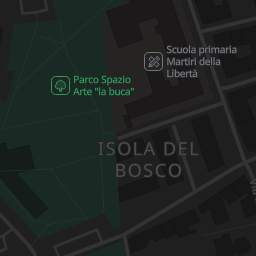 Scuola primaria
Martiri della
Libertà
Parco Spazio
Arte "la buca"
ISOLA DEL
BOSCO